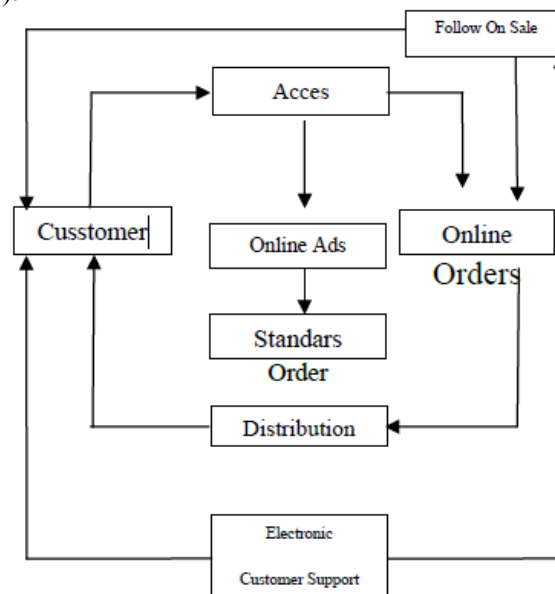 ).
Follow On Sale
Acces
Cusstomer
Online Ads
Online
Orders
Standars
Order
Distribution
Electronic
Customer Support